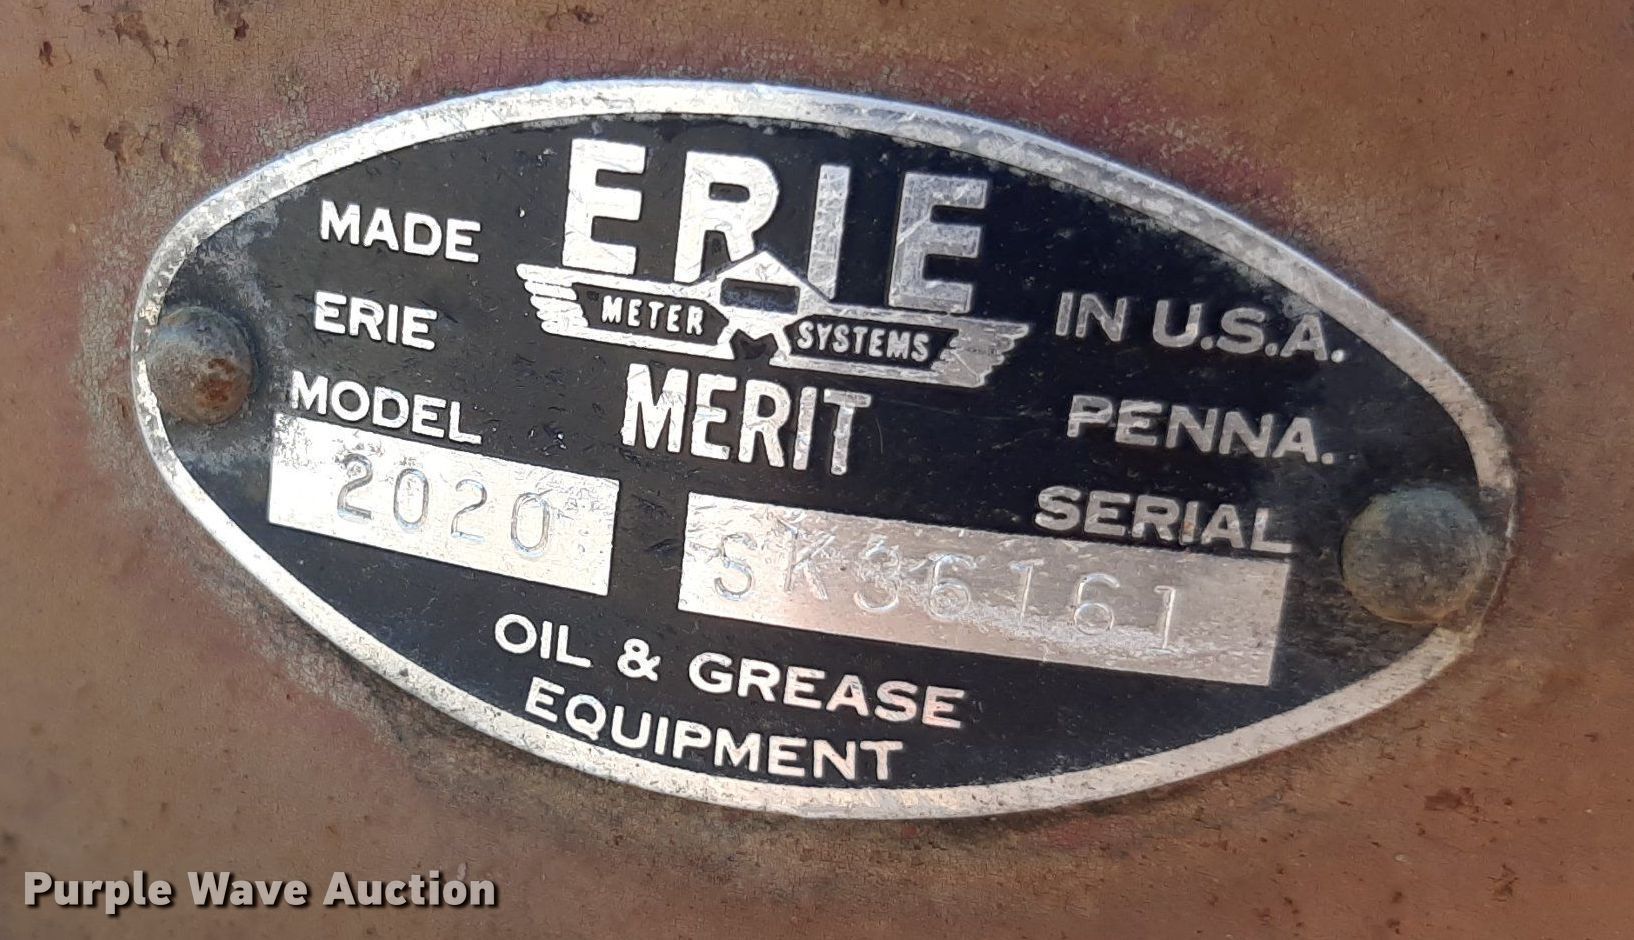 ERIE
MADE IN U.S.A.
METER SYSTEMS
ERIE PENNA.
MERIT
MODEL SERIAL
2020 SK36161
OIL & GREASE
EQUIPMENT
Purple Wave Auction